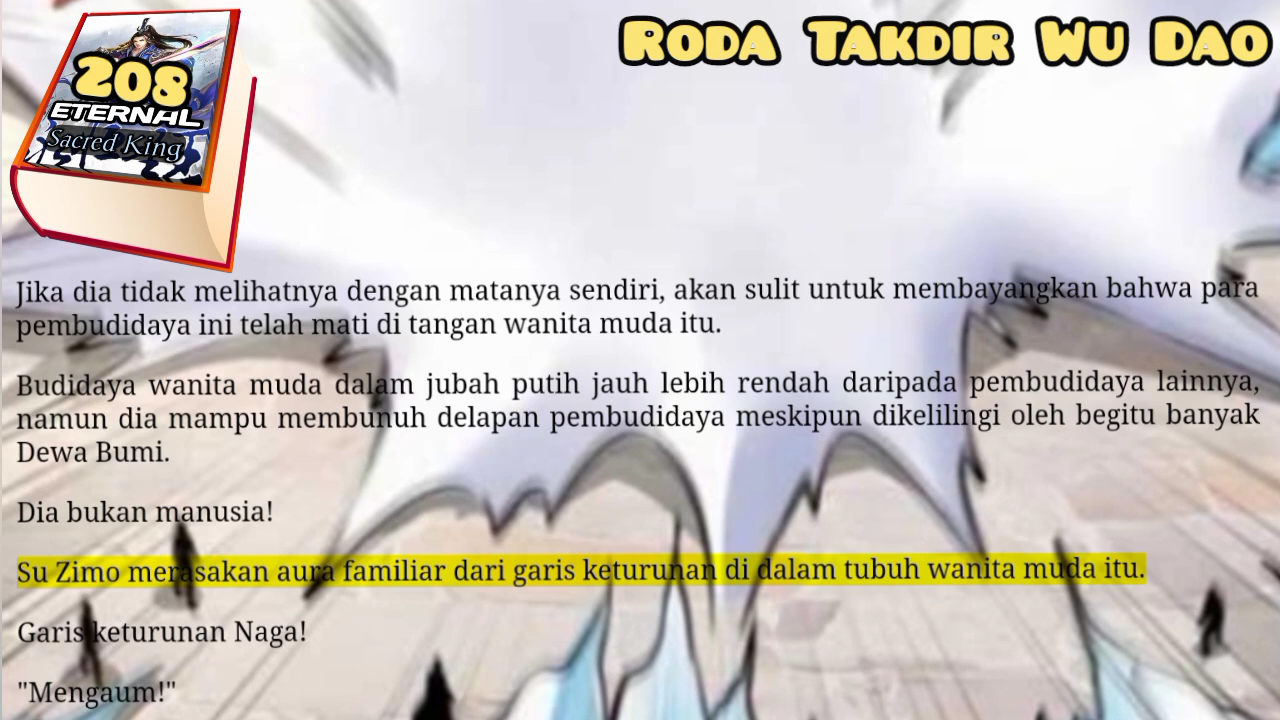 Roda Takdir Wu Dao
208
ETERNAL
Sacred King
Jika dia tidak melihatnya dengan matanya sendiri, akan sulit untuk membayangkan bahwa para
pembudidaya ini telah mati di tangan wanita muda itu.
Budidaya wanita muda dalam jubah putih jauh lebih rendah daripada pembudidaya lainnya,
namun dia mampu membunuh delapan pembudidaya meskipun dikelilingi oleh begitu banyak
Dewa Bumi.
Dia bukan manusia!
Su Zimo merasakan aura familiar dari garis keturunan di dalam tubuh wanita muda itu.
Garis keturunan Naga!
"Mengaum!"